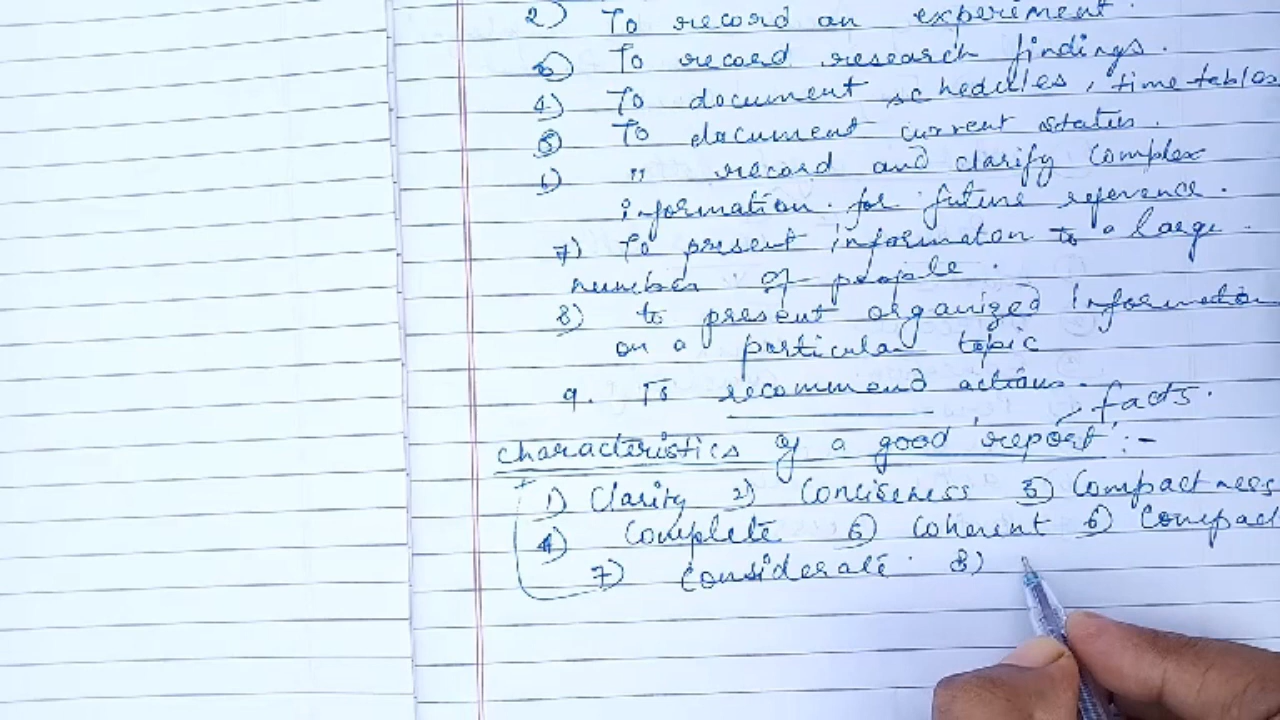 2) To record an experiment.
3) To record research findings.
4) To document schedules, time tables
5) To document current status.
6) " record and clarify complex
information. for future reference.
7) To present informaton to a large.
number of people.
8) to present organized information
on a particular topic
9. To recommend actions.
facts.
characteristics of a good report :-
1) Clarity 2) Conciseness 3) Compactness
4) Complete 5) Coherent 6) Compact
7) Considerate. 8)